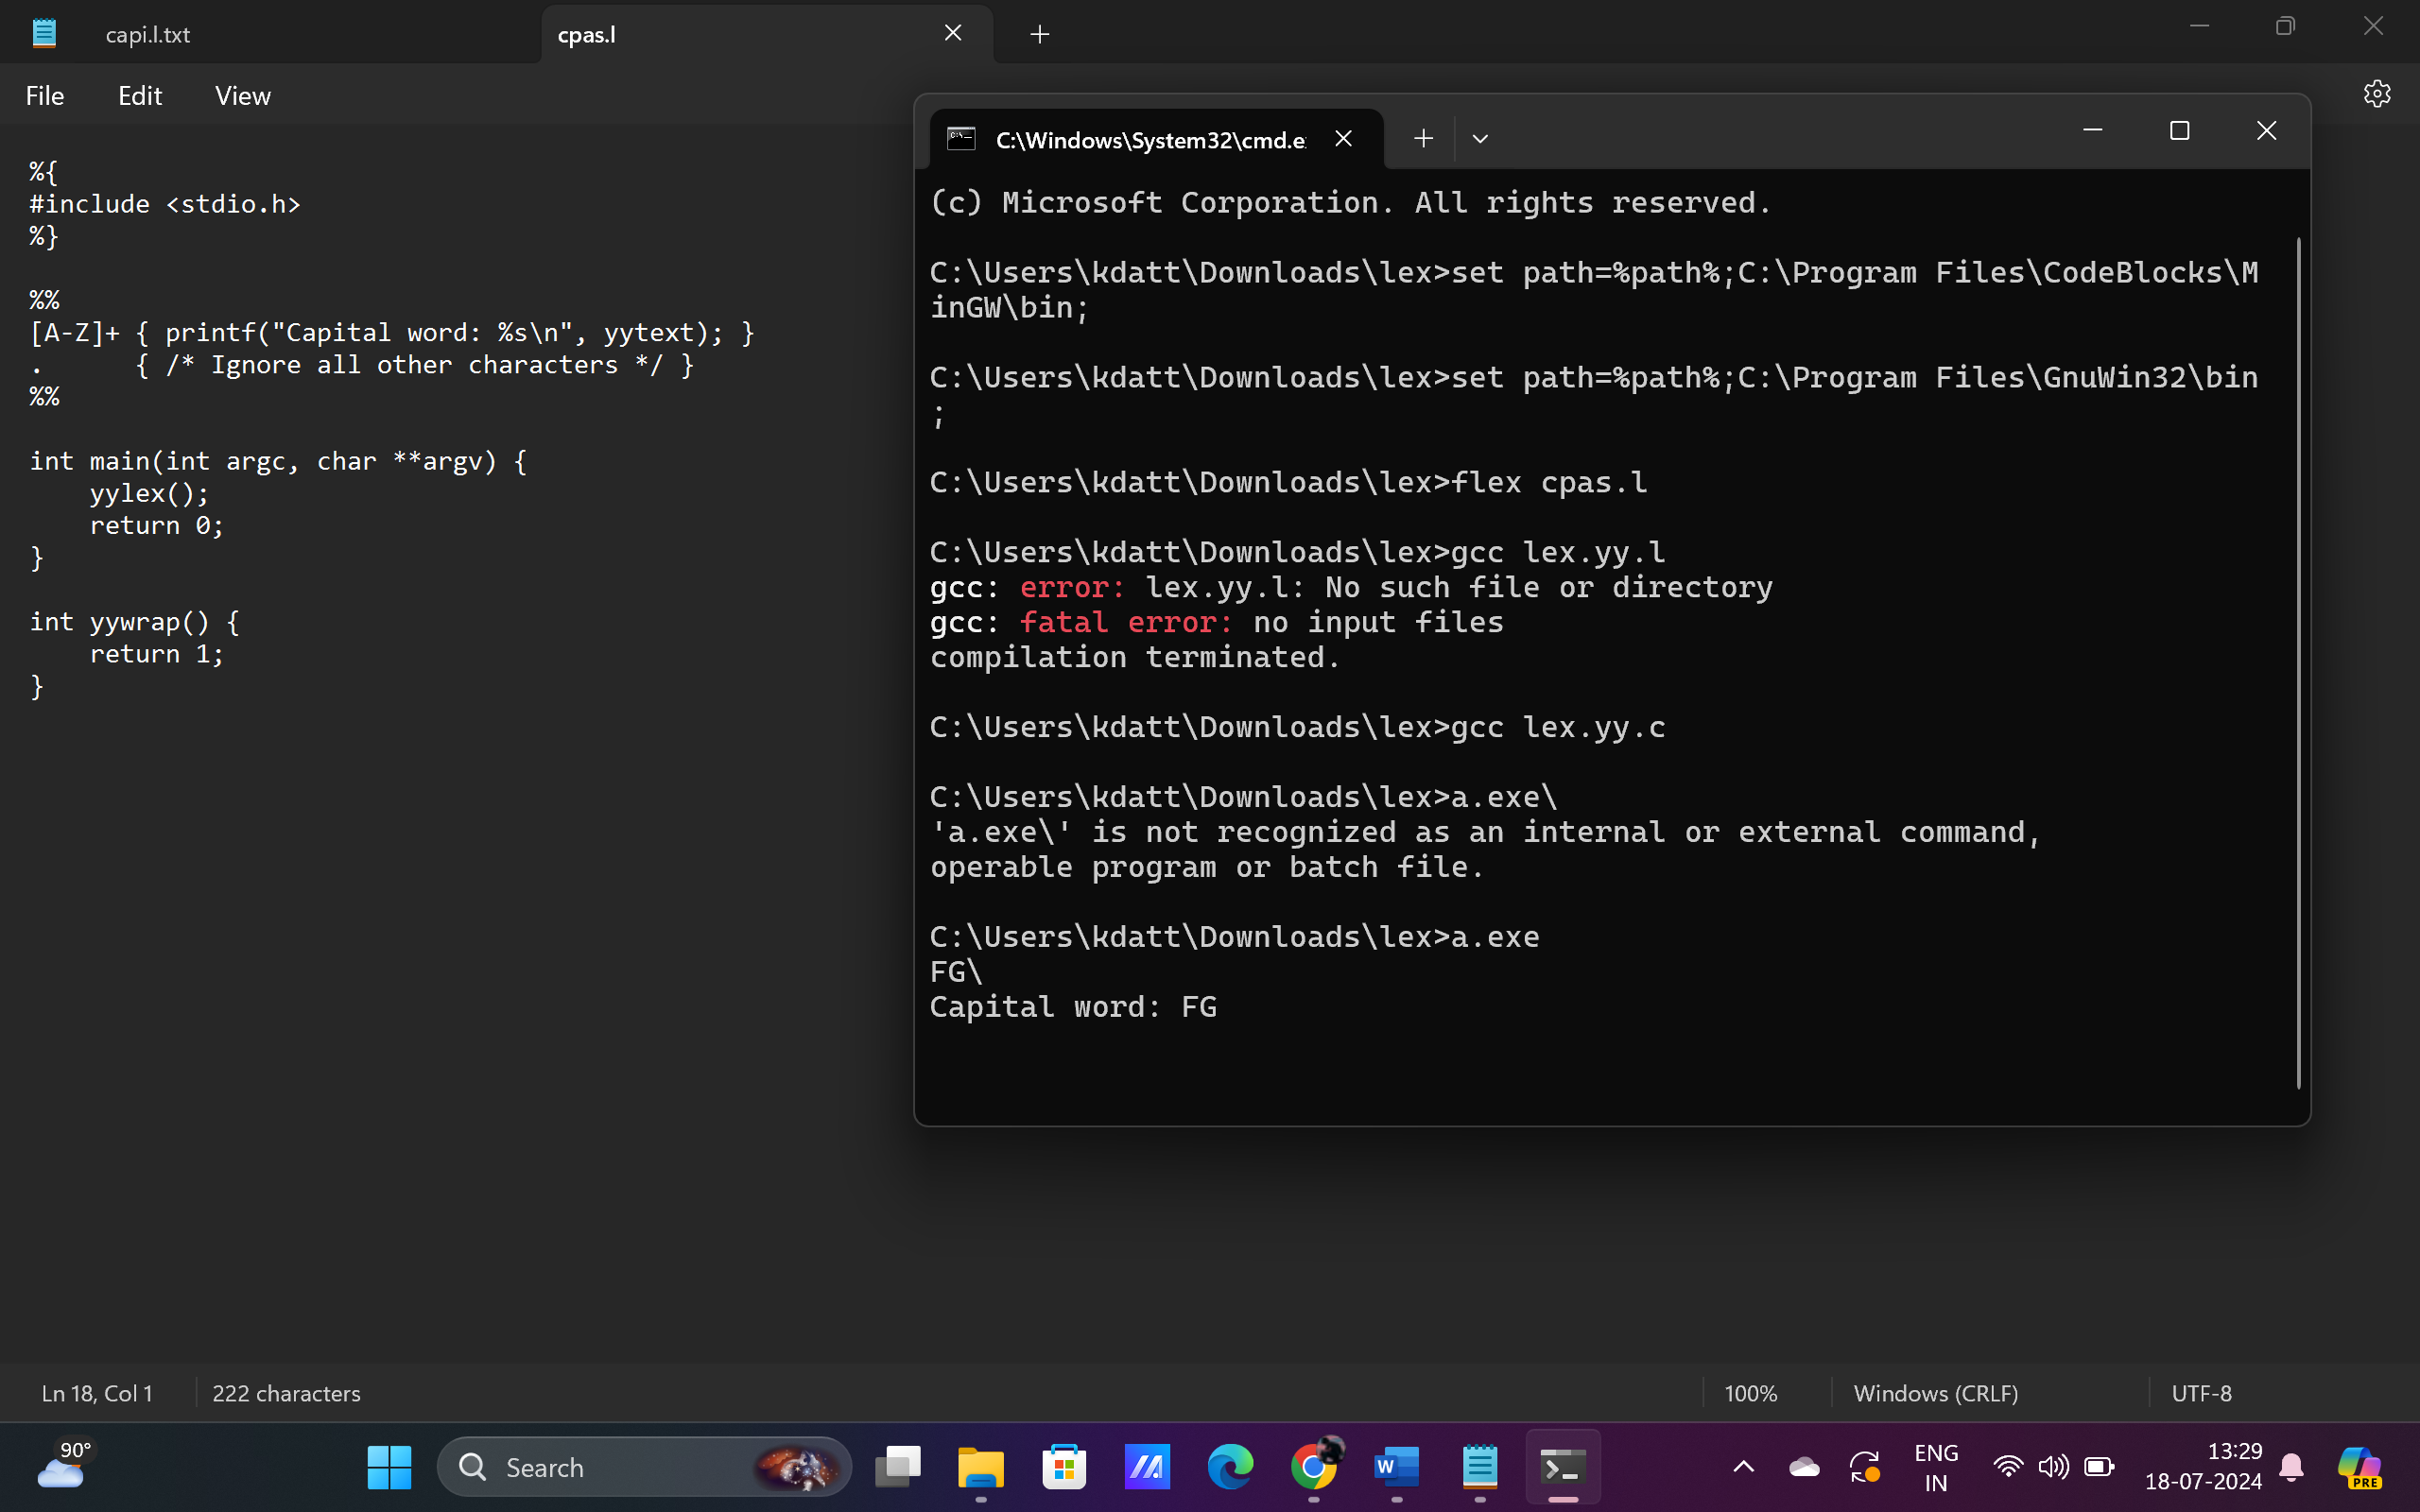 capi.l.txt
cpas.l
File Edit View
%{
#include <stdio.h>
%}
%%
[A-Z]+ { printf("Capital word: %s\n", yytext); }
.      { /* Ignore all other characters */ }
%%
int main(int argc, char **argv) {
    yylex();
    return 0;
}
int yywrap() {
    return 1;
}
C:\Windows\System32\cmd.e
(c) Microsoft Corporation. All rights reserved.
C:\Users\kdatt\Downloads\lex>set path=%path%;C:\Program Files\CodeBlocks\M
inGW\bin;
C:\Users\kdatt\Downloads\lex>set path=%path%;C:\Program Files\GnuWin32\bin
;
C:\Users\kdatt\Downloads\lex>flex cpas.l
C:\Users\kdatt\Downloads\lex>gcc lex.yy.l
gcc: error: lex.yy.l: No such file or directory
gcc: fatal error: no input files
compilation terminated.
C:\Users\kdatt\Downloads\lex>gcc lex.yy.c
C:\Users\kdatt\Downloads\lex>a.exe\
'a.exe\' is not recognized as an internal or external command,
operable program or batch file.
C:\Users\kdatt\Downloads\lex>a.exe
FG\
Capital word: FG
Ln 18, Col 1
222 characters
100%
Windows (CRLF)
UTF-8
90°
Search
W
ENG
IN
13:29
18-07-2024
PRE